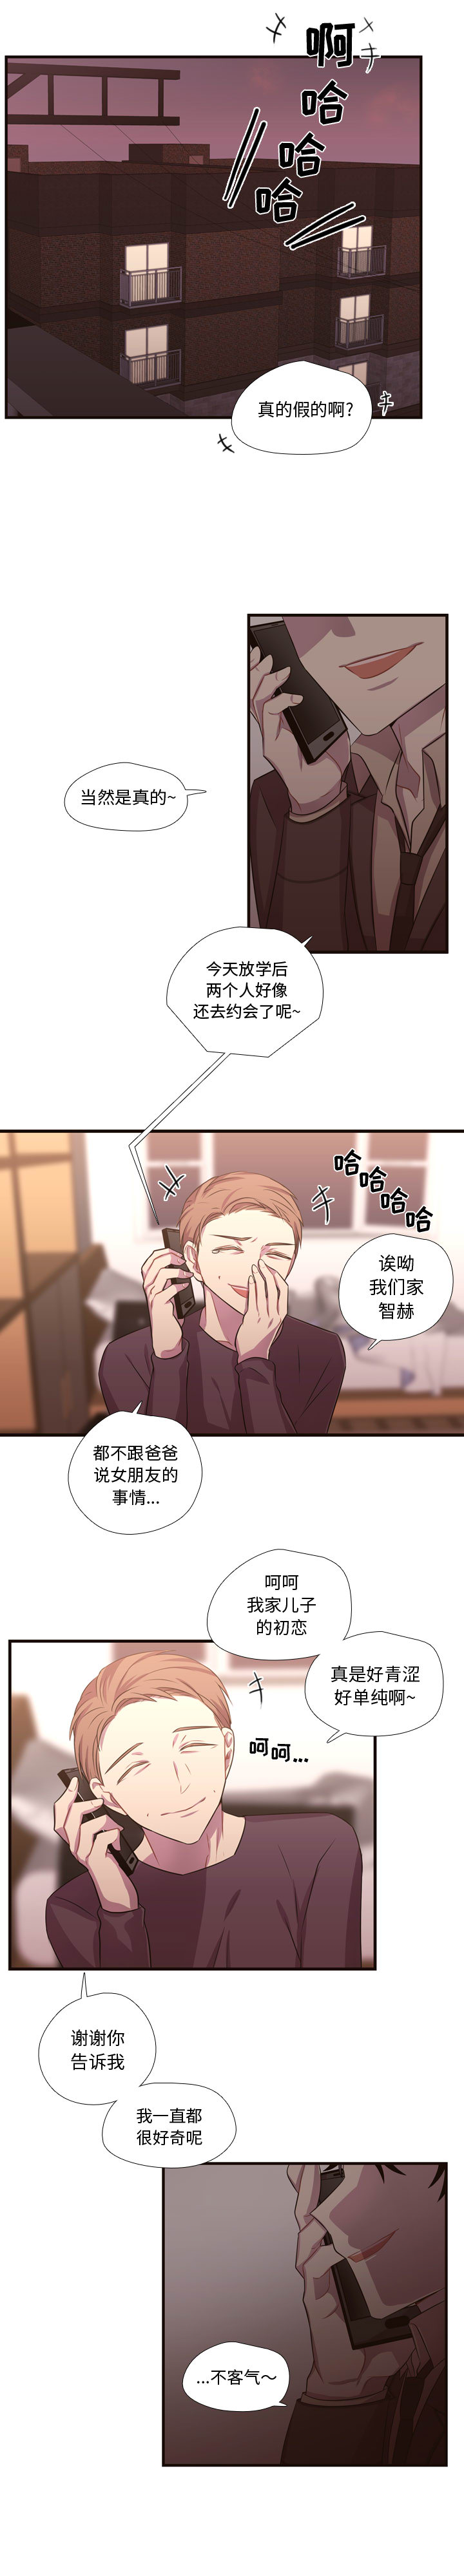 啊
哈
哈
哈
真的假的啊?
当然是真的~
今天放学后
两个人好像
还去约会了呢~
哈
哈
哈
哈
诶呦
我们家
智赫
都不跟爸爸
说女朋友的
事情...
呵呵
我家儿子
的初恋
真是好青涩
好单纯啊~
呵呵...
谢谢你
告诉我
我一直都
很好奇呢
...不客气～